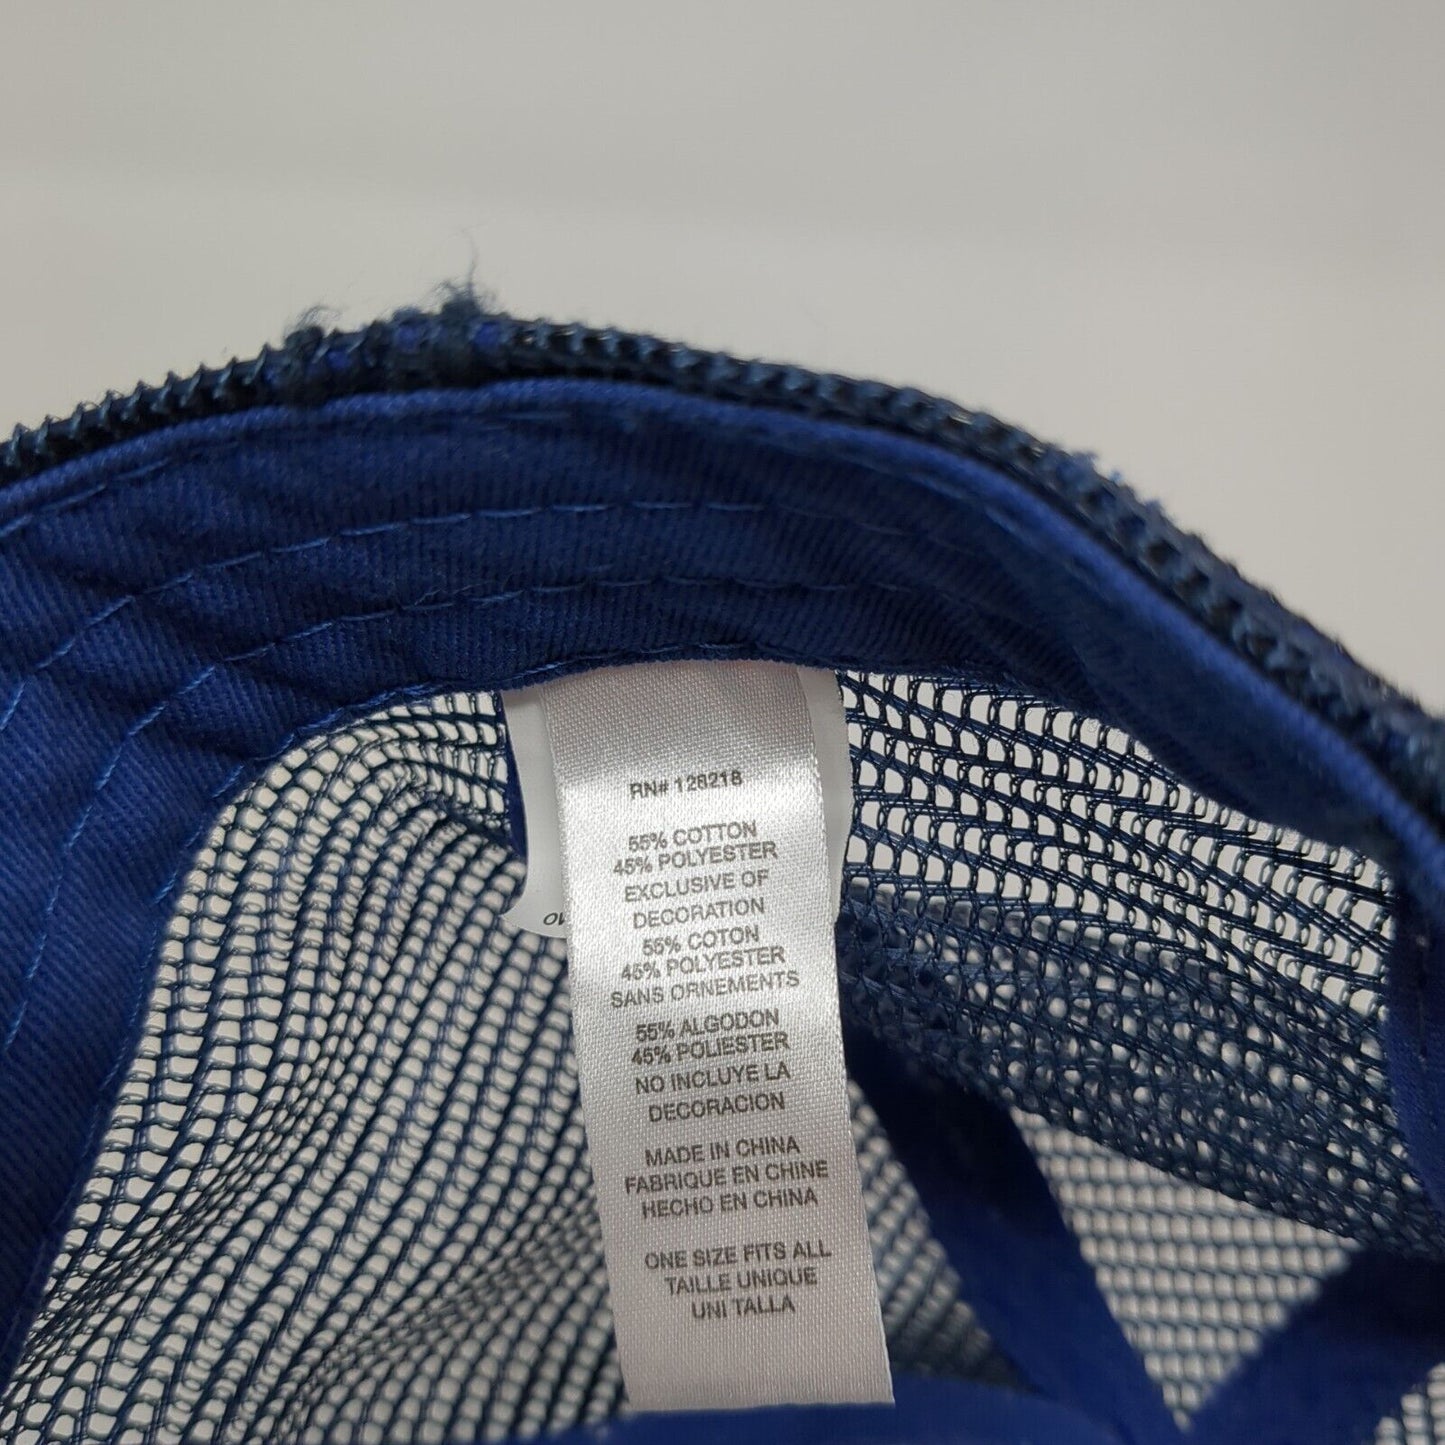 RN# 128218
55% COTTON
45% POLYESTER
EXCLUSIVE OF
DECORATION
55% COTON
45% POLYESTER
SANS ORNEMENTS
55% ALGODON
45% POLIESTER
NO INCLUYE LA
DECORACION
MADE IN CHINA
FABRIQUE EN CHINE
HECHO EN CHINA
ONE SIZE FITS ALL
TAILLE UNIQUE
UNI TALLA